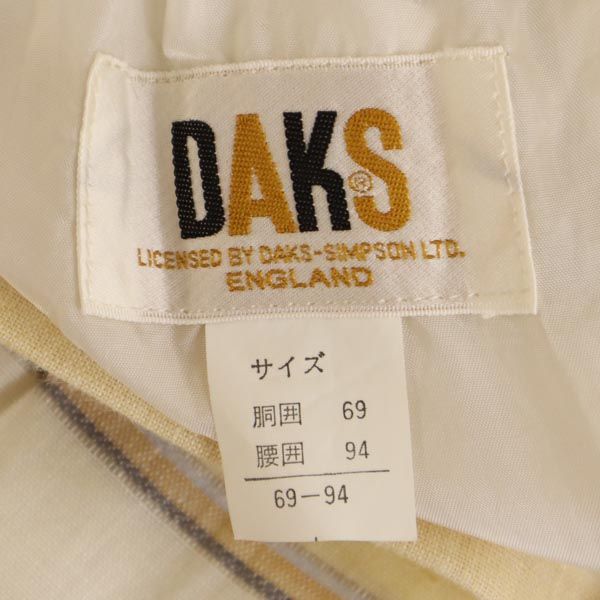 DAKS®
LICENSED BY DAKS-SIMPSON LTD.
ENGLAND
サイズ
胴囲 69
腰囲 94
69-94